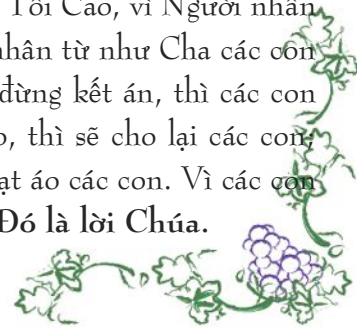 Tối Cao, vì Người nhân
nhân từ như Cha các con
đừng kết án, thì các con
, thì sẽ cho lại các con;
ạt áo các con. Vì các con
Đó là lời Chúa.